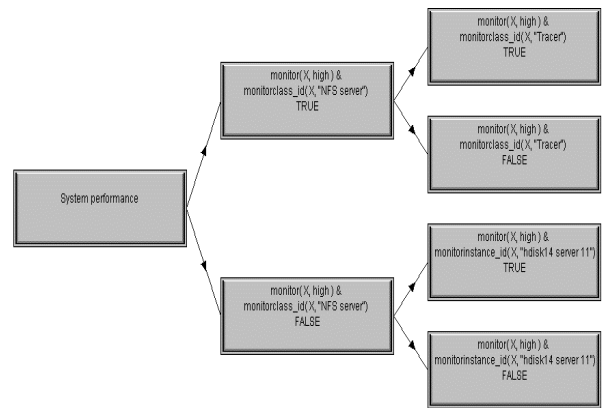 System performance
monitor(X, high) &
monitorclass_id(X, "NFS server")
TRUE
monitor(X, high) &
monitorclass_id(X, "NFS server")
FALSE
monitor(X, high) &
monitorclass_id(X, "Tracer")
TRUE
monitor(X, high) &
monitorclass_id(X, "Tracer")
FALSE
monitor(X, high) &
monitorinstance_id(X, "hdisk14 server 11")
TRUE
monitor(X, high) &
monitorinstance_id(X, "hdisk14 server 11")
FALSE